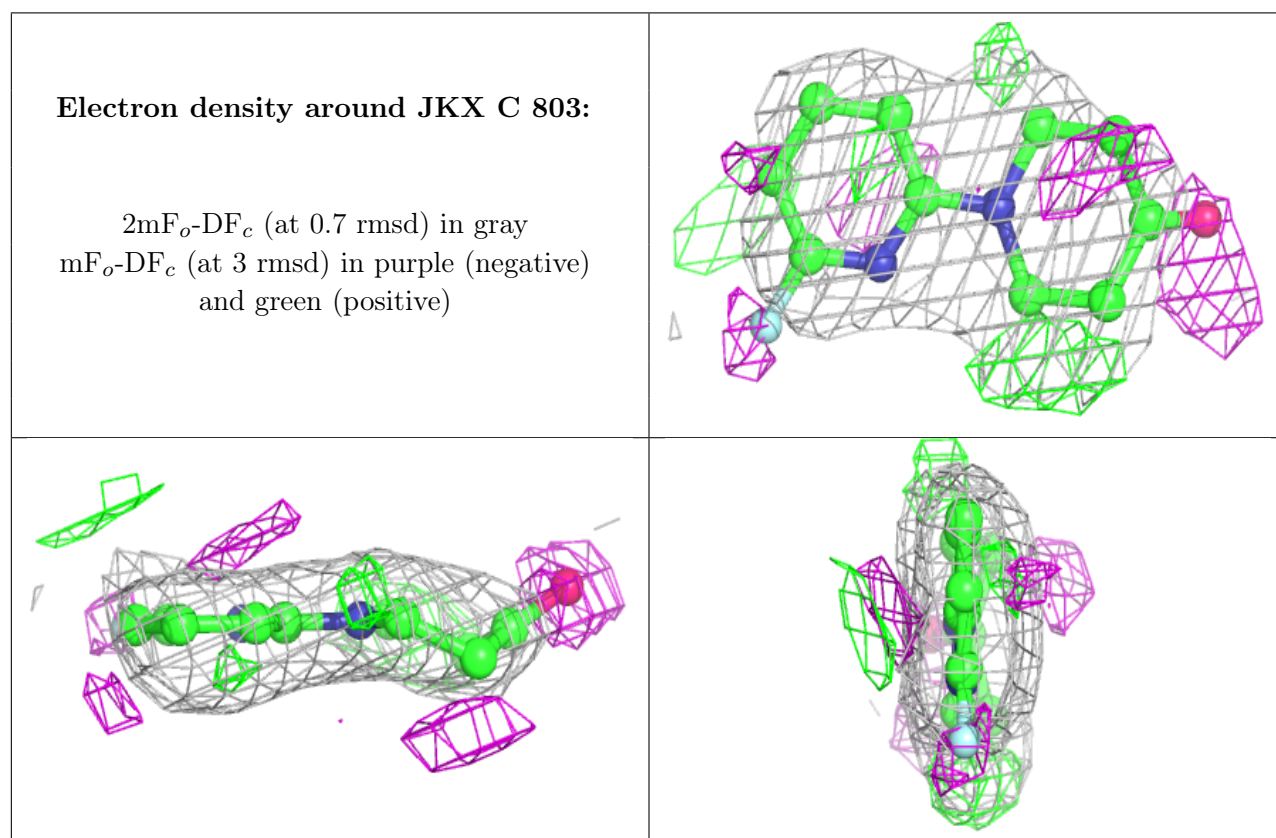 Electron density around JKX C 803:
2mFₒ-DF𝒸 (at 0.7 rmsd) in gray
mFₒ-DF𝒸 (at 3 rmsd) in purple (negative)
and green (positive)